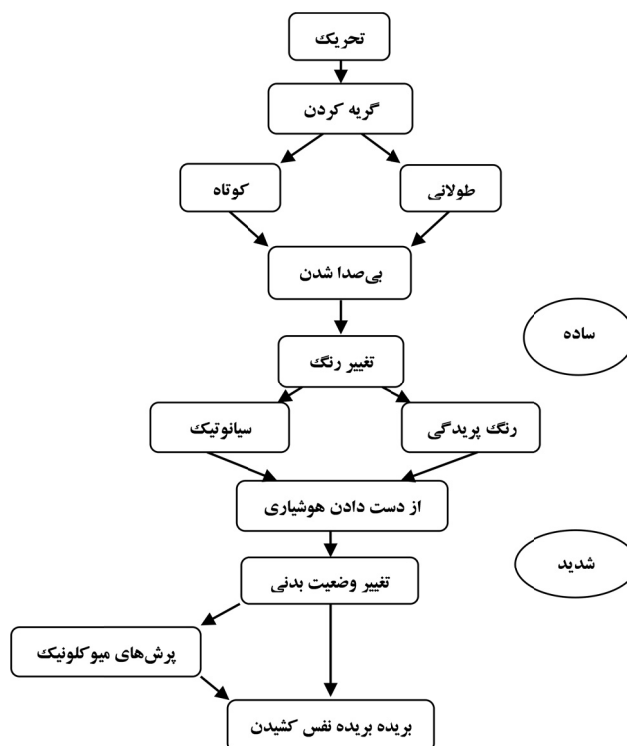 تحریک
گریه کردن
طولانی
کوتاه
بی‌صدا شدن
ساده
تغییر رنگ
رنگ پریدگی
سیانوتیک
از دست دادن هوشیاری
شدید
تغییر وضعیت بدنی
پرش‌های میوکلونیک
بریده بریده نفس کشیدن